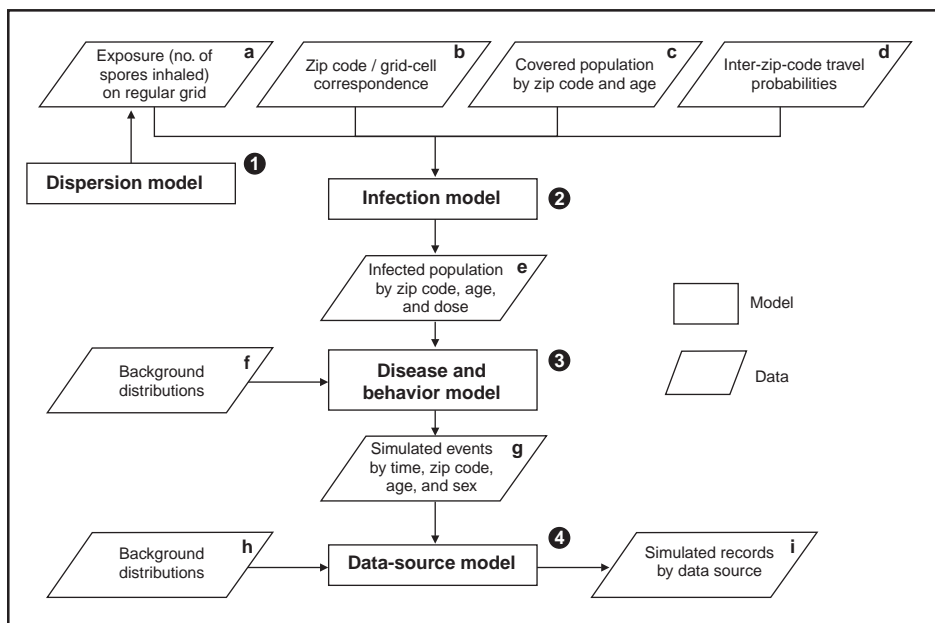 a
Exposure (no. of
spores inhaled)
on regular grid
b
Zip code / grid-cell
correspondence
c
Covered population
by zip code and age
d
Inter-zip-code travel
probabilities
1
Dispersion model
2
Infection model
e
Infected population
by zip code, age,
and dose
Model
Data
3
Disease and
behavior model
f
Background
distributions
g
Simulated events
by time, zip code,
age, and sex
4
Data-source model
h
Background
distributions
i
Simulated records
by data source